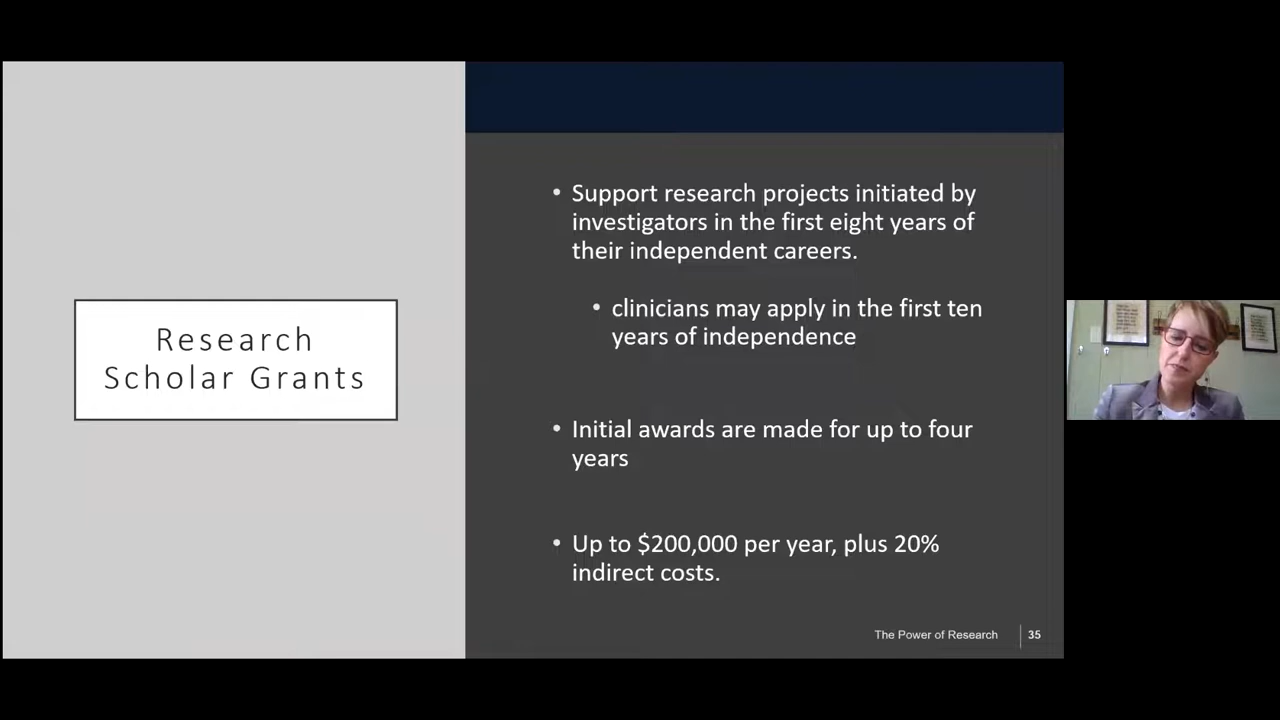 Research
Scholar Grants
• Support research projects initiated by
investigators in the first eight years of
their independent careers.
• clinicians may apply in the first ten
years of independence
• Initial awards are made for up to four
years
• Up to $200,000 per year, plus 20%
indirect costs.
The Power of Research 35